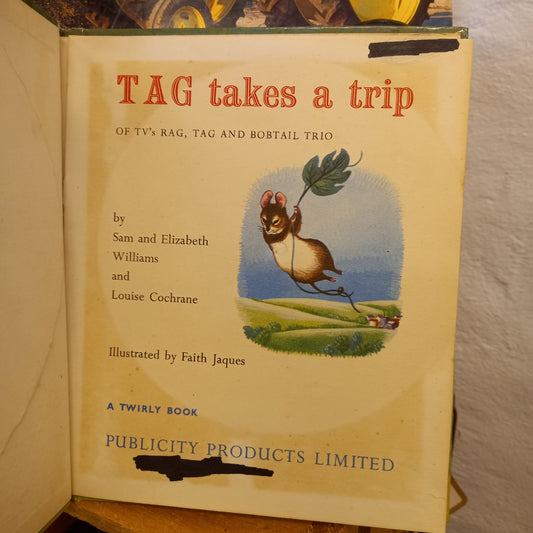 TAG takes a trip
OF TV's RAG, TAG AND BOBTAIL TRIO
by
Sam and Elizabeth
Williams
and
Louise Cochrane
Illustrated by Faith Jaques
A TWIRLY BOOK
PUBLICITY PRODUCTS LIMITED